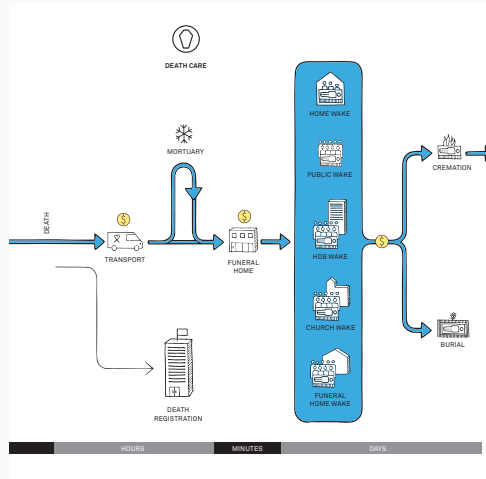 DEATH CARE
HOME WAKE
MORTUARY
PUBLIC WAKE
CREMATION
DEATH
$
$
$
TRANSPORT
FUNERAL
HOME
HDB WAKE
CHURCH WAKE
BURIAL
FUNERAL
HOME WAKE
DEATH
REGISTRATION
HOURS
MINUTES
DAYS